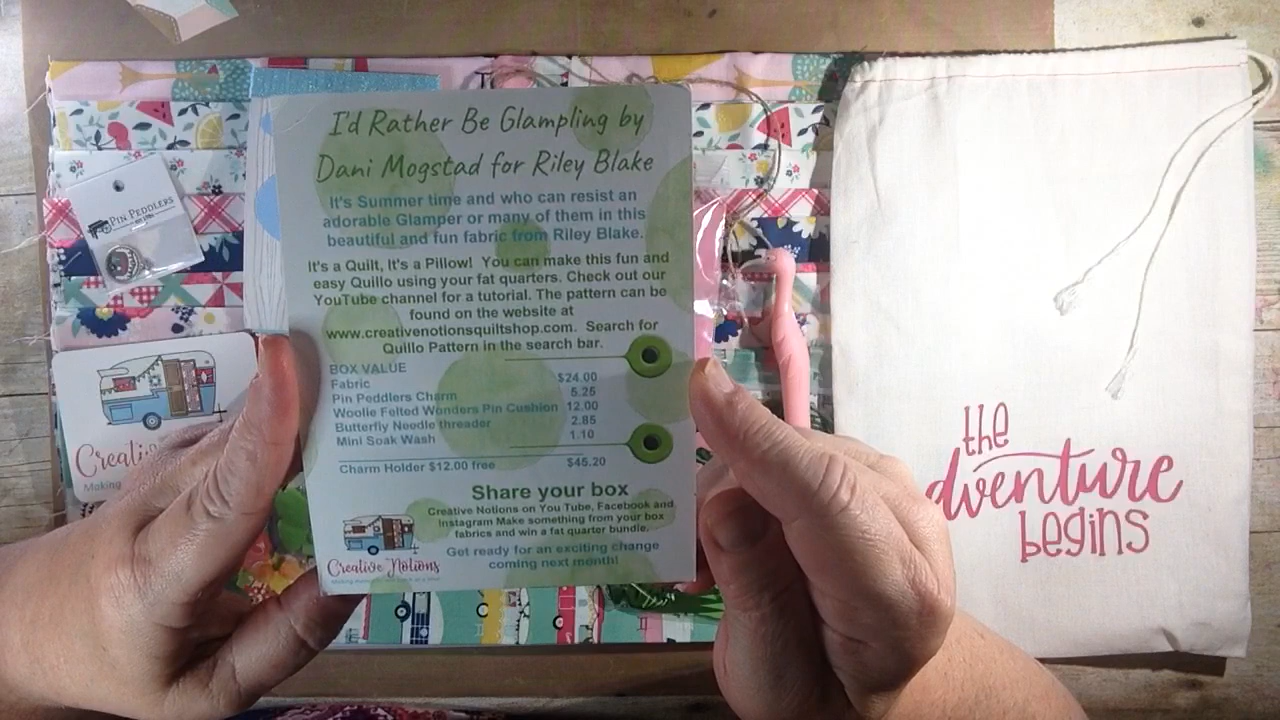 I'd Rather Be Glampling by
Dani Mogstad for Riley Blake
It's Summer time and who can resist an
adorable Glamper or many of them in this
beautiful and fun fabric from Riley Blake.
It's a Quilt, It's a Pillow! You can make this fun and
easy Quillo using your fat quarters. Check out our
YouTube channel for a tutorial. The pattern can be
found on the website at
www.creativenotionsquiltshop.com. Search for
Quillo Pattern in the search bar.
BOX VALUE
Fabric $24.00
Pin Peddlers Charm 5.25
Woolie Felted Wonders Pin Cushion 12.00
Butterfly Needle threader 2.85
Mini Soak Wash 1.10
Charm Holder $12.00 free $45.20
Share your box
Creative Notions on You Tube, Facebook and
Instagram Make something from your box
fabrics and win a fat quarter bundle.
Get ready for an exciting change
coming next month!
Creative Notions
PIN PEDDLERS
Creati
Making
the
adventure
begins